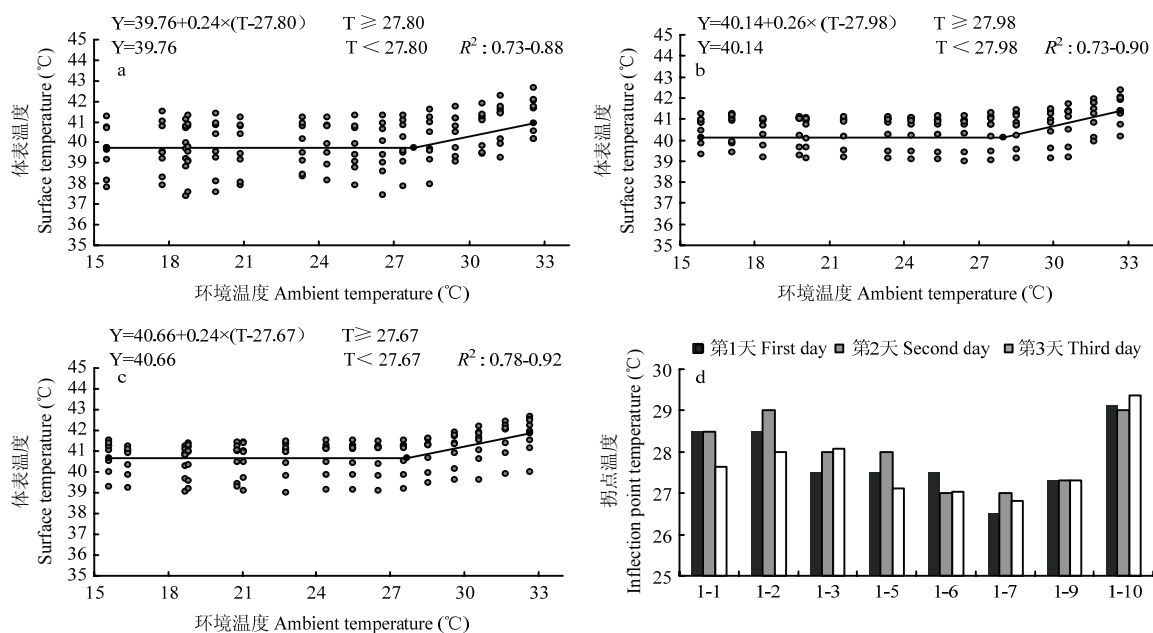 Y=39.76+0.24×(T-27.80) T ≥ 27.80
Y=39.76 T < 27.80 R²: 0.73-0.88
a
42
41
40
39
38
37
36
35
体表温度
Surface temperature (℃)
15 18 21 24 27 30 33
环境温度 Ambient temperature (℃)
Y=40.14+0.26×(T-27.98) T ≥ 27.98
Y=40.14 T < 27.98 R²: 0.73-0.90
b
45
44
43
42
41
40
39
38
37
36
35
体表温度
Surface temperature (℃)
15 18 21 24 27 30 33
环境温度 Ambient temperature (℃)
Y=40.66+0.24×(T-27.67) T ≥ 27.67
Y=40.66 T < 27.67 R²: 0.78-0.92
c
45
44
43
42
41
40
39
38
37
36
35
体表温度
Surface temperature (℃)
15 18 21 24 27 30 33
环境温度 Ambient temperature (℃)
第1天 First day 第2天 Second day 第3天 Third day
d
30
29
28
27
26
25
拐点温度
Inflection point temperature (℃)
1-1 1-2 1-3 1-5 1-6 1-7 1-9 1-10